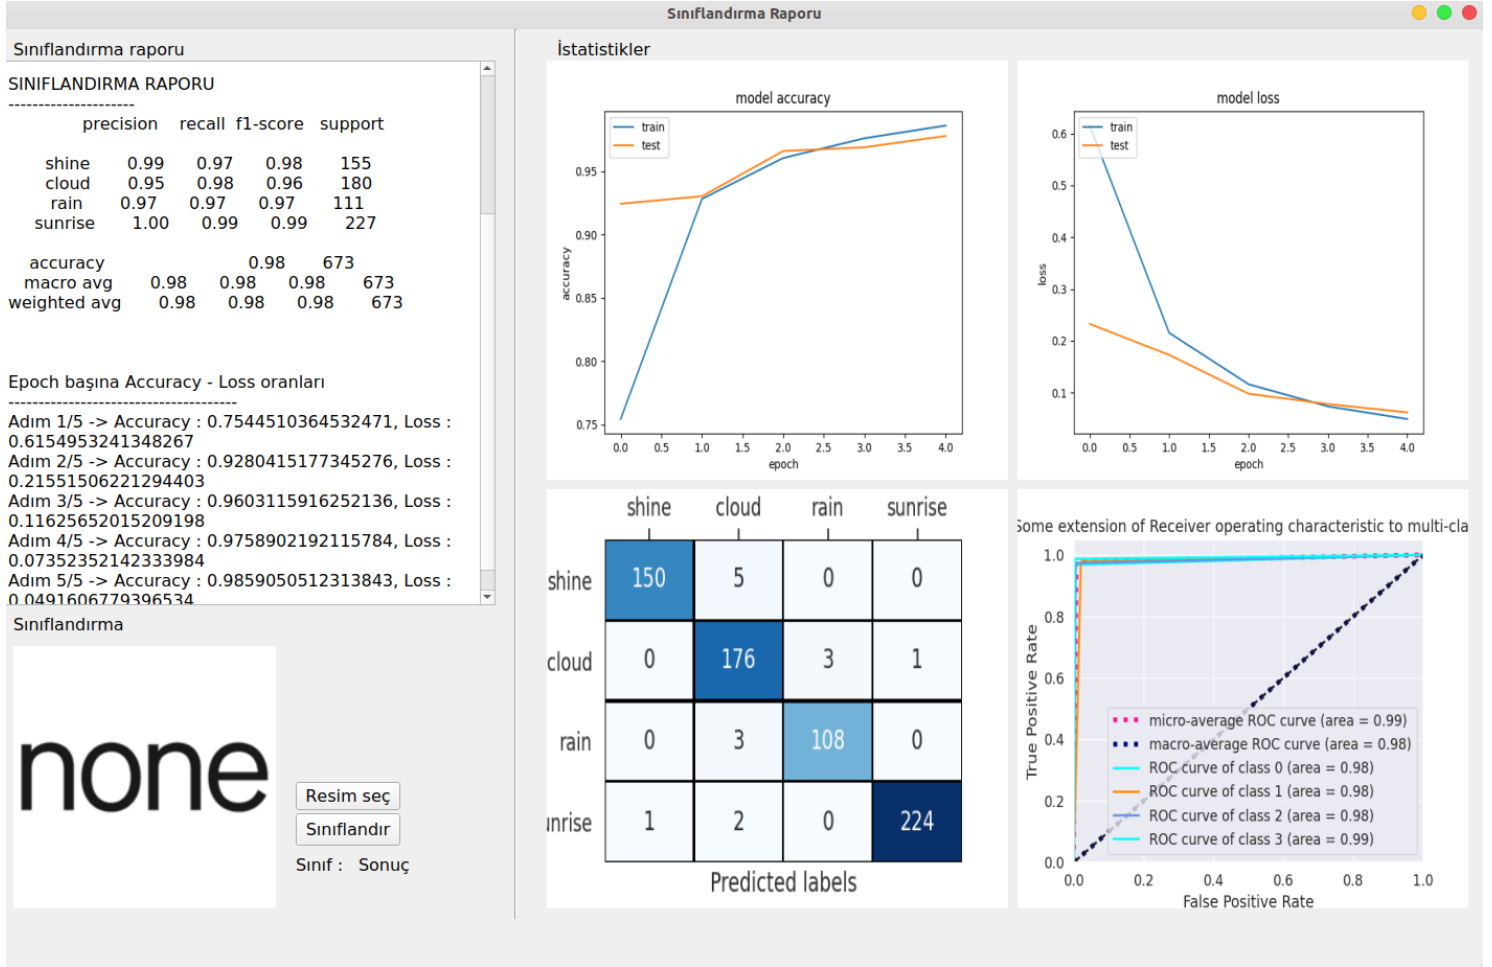 Sınıflandırma Raporu
Sınıflandırma raporu
SINIFLANDIRMA RAPORU
---------------------
precision recall f1-score support
shine 0.99 0.97 0.98 155
cloud 0.95 0.98 0.96 180
rain 0.97 0.97 0.97 111
sunrise 1.00 0.99 0.99 227
accuracy 0.98 673
macro avg 0.98 0.98 0.98 673
weighted avg 0.98 0.98 0.98 673
Epoch başına Accuracy - Loss oranları
--------------------------------------
Adım 1/5 -> Accuracy : 0.7544510364532471, Loss :
0.6154953241348267
Adım 2/5 -> Accuracy : 0.9280415177345276, Loss :
0.21551506221294403
Adım 3/5 -> Accuracy : 0.9603115916252136, Loss :
0.11625652015209198
Adım 4/5 -> Accuracy : 0.9758902192115784, Loss :
0.07352352142333984
Adım 5/5 -> Accuracy : 0.9859050512313843, Loss :
0.0491606779396534
Sınıflandırma
none
Resim seç
Sınıflandır
Sınıf : Sonuç
İstatistikler
model accuracy
train
test
0.95
0.90
0.85
0.80
0.75
accuracy
0.0 0.5 1.0 1.5 2.0 2.5 3.0 3.5 4.0
epoch
model loss
train
test
0.6
0.5
0.4
0.3
0.2
0.1
loss
0.0 0.5 1.0 1.5 2.0 2.5 3.0 3.5 4.0
epoch
shine cloud rain sunrise
shine 150 5 0 0
cloud 0 176 3 1
rain 0 3 108 0
unrise 1 2 0 224
Predicted labels
Some extension of Receiver operating characteristic to multi-cla
1.0
0.8
0.6
0.4
0.2
0.0
True Positive Rate
micro-average ROC curve (area = 0.99)
macro-average ROC curve (area = 0.98)
ROC curve of class 0 (area = 0.98)
ROC curve of class 1 (area = 0.98)
ROC curve of class 2 (area = 0.98)
ROC curve of class 3 (area = 0.99)
0.0 0.2 0.4 0.6 0.8 1.0
False Positive Rate